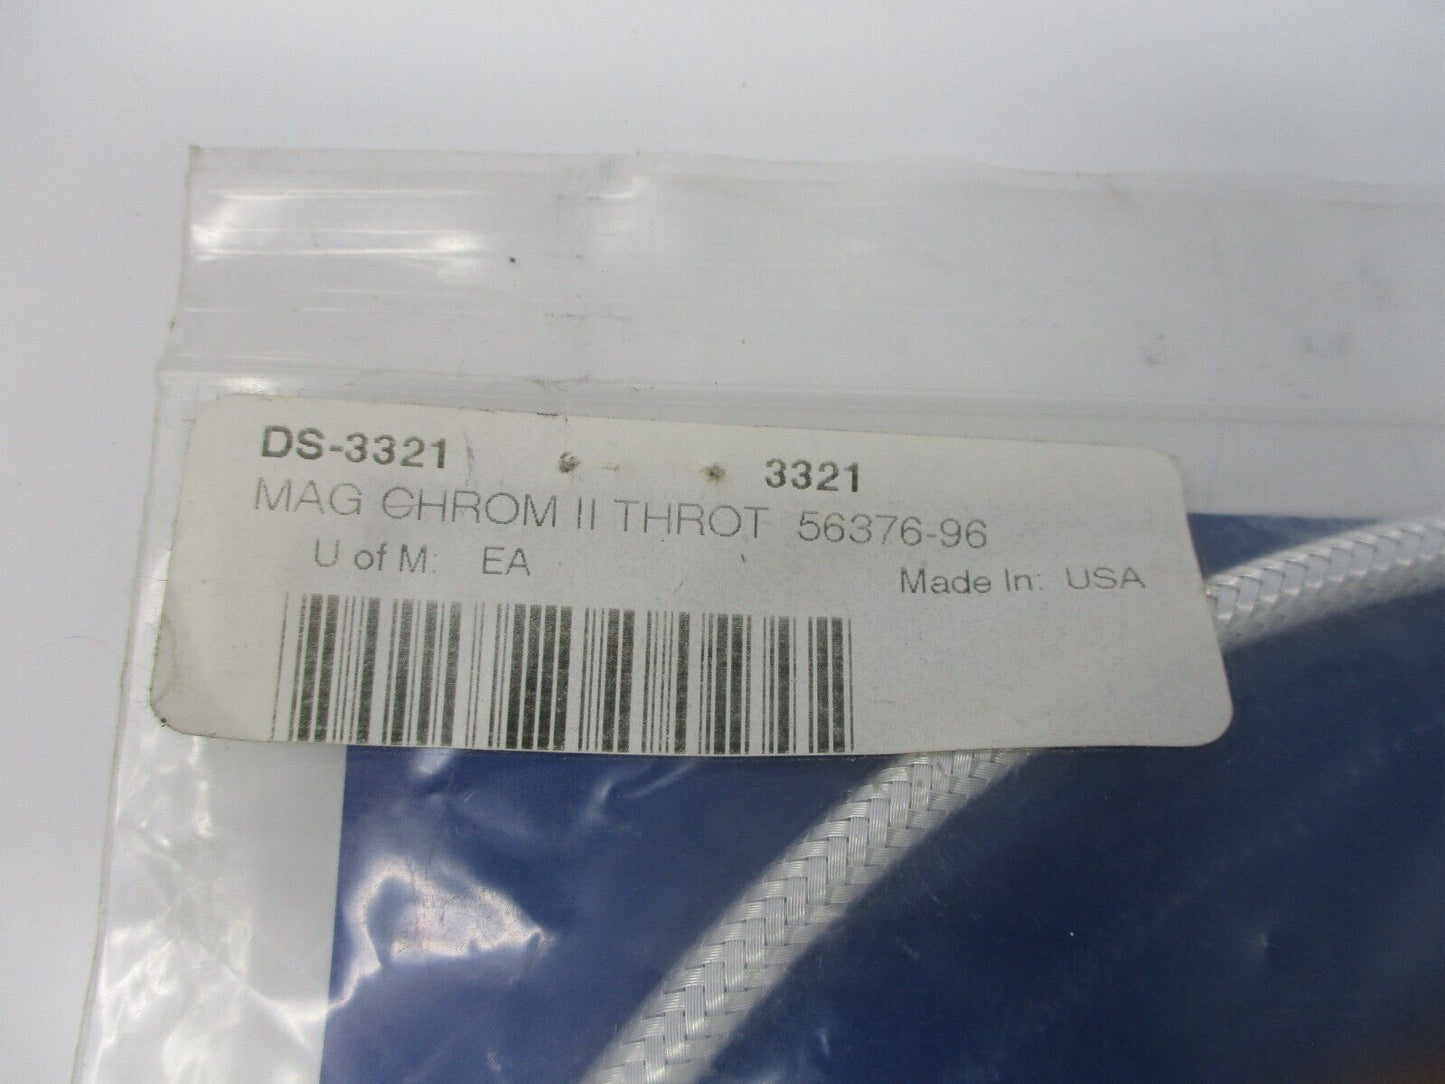 DS-3321 3321
MAG CHROM II THROT 56376-96
U of M: EA Made In: USA